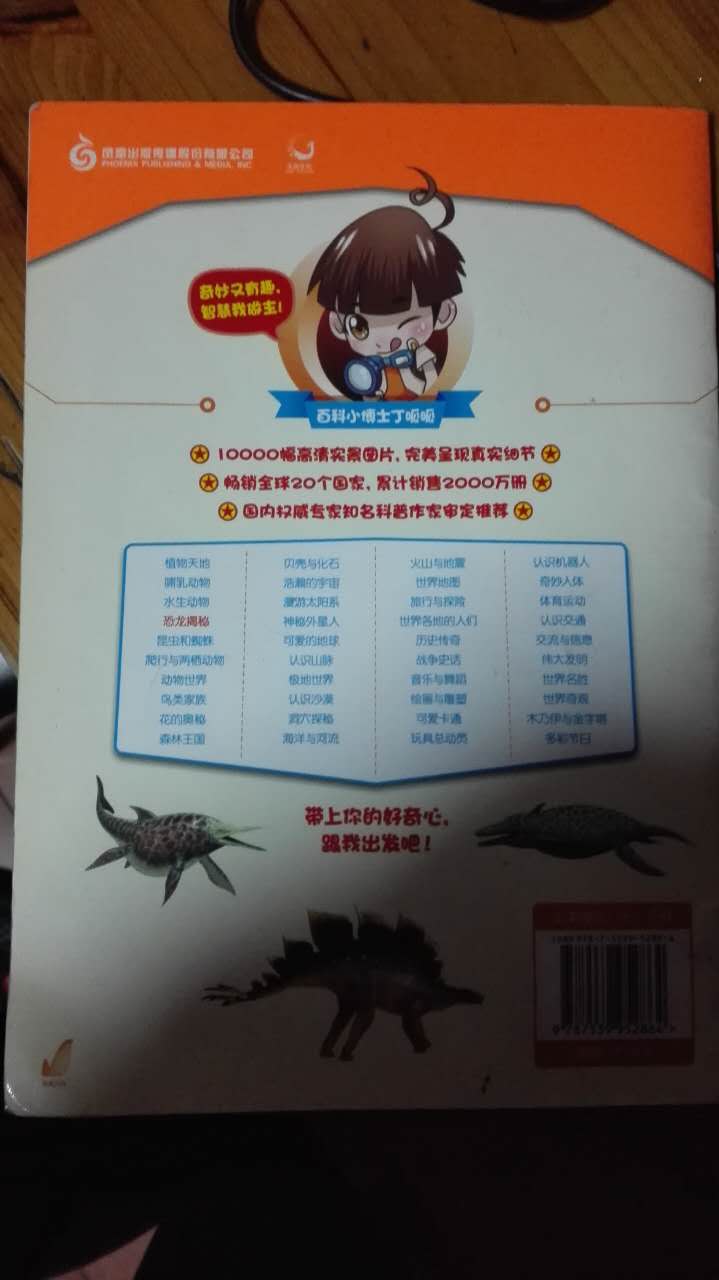 凤凰出版传媒股份有限公司
PHOENIX PUBLISHING & MEDIA, INC
奇妙又有趣,
智慧我做主!
百科小博士丁呱呱
10000幅高清实景图片, 完美呈现真实细节
畅销全球20个国家, 累计销售2000万册
国内权威专家知名科普作家审定推荐
植物天地 贝壳与化石 火山与地震 认识机器人
哺乳动物 浩瀚的宇宙 世界地图 奇妙人体
水生动物 漫游太阳系 旅行与探险 体育运动
恐龙揭秘 神秘外星人 世界各地的人们 认识交通
昆虫和蜘蛛 可爱的地球 历史传奇 交流与信息
爬行与两栖动物 认识山脉 战争史话 伟大发明
动物世界 极地世界 音乐与舞蹈 世界名胜
鸟类家族 认识沙漠 绘画与雕塑 世界奇观
花的奥秘 洞穴探秘 可爱卡通 木乃伊与金字塔
森林王国 海洋与河流 玩具总动员 多彩节日
带上你的好奇心,
跟我出发吧!